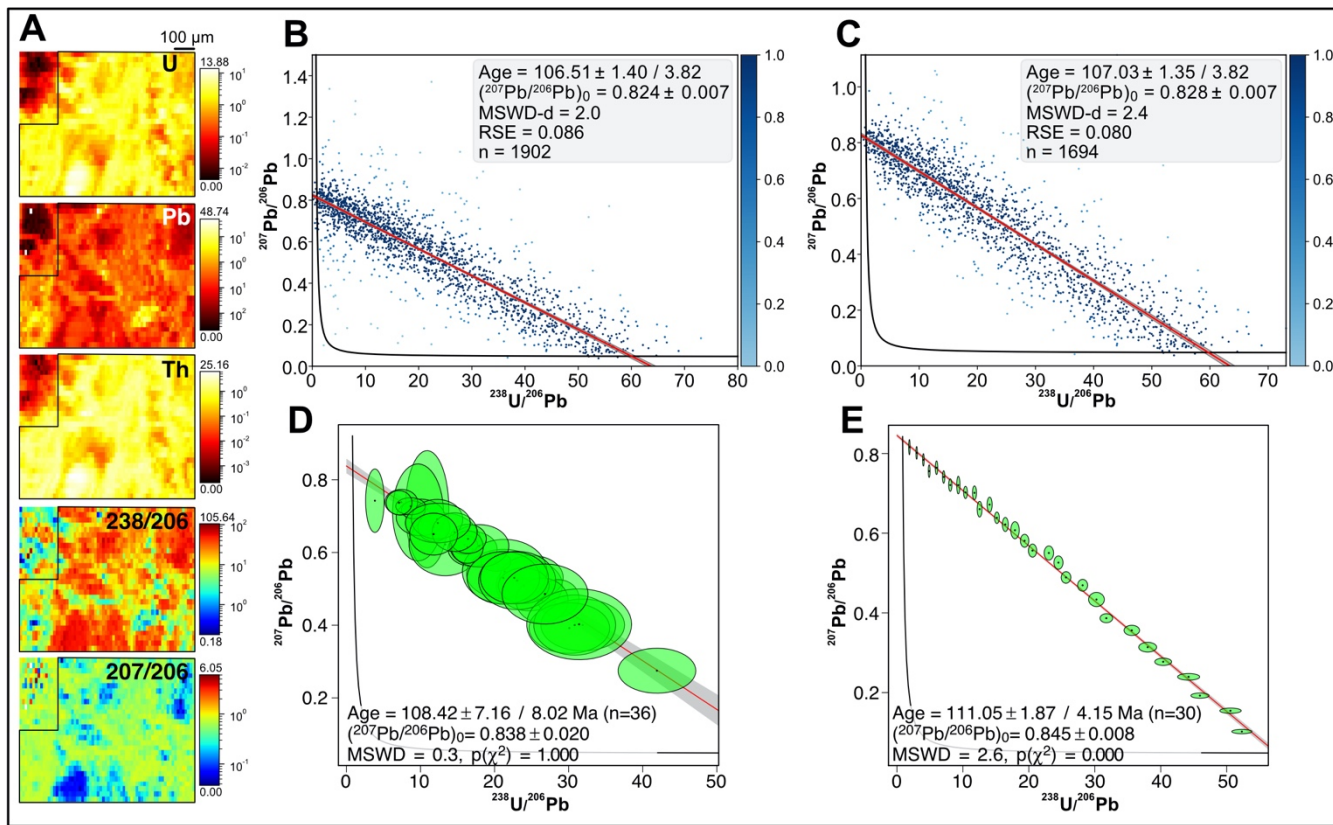 A
100 µm
U
13.88
10¹
10⁰
10⁻¹
10⁻²
0.00
Pb
48.74
10¹
10⁰
10¹
10²
0.00
Th
25.16
10¹
10⁰
10⁻¹
10⁻²
10⁻³
0.00
238/206
105.64
10²
10¹
10⁰
0.18
207/206
6.05
10⁰
10⁻¹
0.00
B
Age = 106.51 ± 1.40 / 3.82
(²⁰⁷Pb/²⁰⁶Pb)₀ = 0.824 ± 0.007
MSWD-d = 2.0
RSE = 0.086
n = 1902
²⁰⁷Pb/²⁰⁶Pb
1.4
1.2
1.0
0.8
0.6
0.4
0.2
0.0
0 10 20 30 40 50 60 70 80
²³⁸U/²⁰⁶Pb
1.0
0.8
0.6
0.4
0.2
0.0
C
Age = 107.03 ± 1.35 / 3.82
(²⁰⁷Pb/²⁰⁶Pb)₀ = 0.828 ± 0.007
MSWD-d = 2.4
RSE = 0.080
n = 1694
²⁰⁷Pb/²⁰⁶Pb
1.0
0.8
0.6
0.4
0.2
0.0
0 10 20 30 40 50 60 70
²³⁸U/²⁰⁶Pb
1.0
0.8
0.6
0.4
0.2
0.0
D
²⁰⁷Pb/²⁰⁶Pb
0.8
0.6
0.4
0.2
Age = 108.42 ± 7.16 / 8.02 Ma (n=36)
(²⁰⁷Pb/²⁰⁶Pb)₀= 0.838 ± 0.020
MSWD = 0.3, p(χ²) = 1.000
0 10 20 30 40 50
²³⁸U/²⁰⁶Pb
E
²⁰⁷Pb/²⁰⁶Pb
0.8
0.6
0.4
0.2
Age = 111.05 ± 1.87 / 4.15 Ma (n=30)
(²⁰⁷Pb/²⁰⁶Pb)₀ = 0.845 ± 0.008
MSWD = 2.6, p(χ²) = 0.000
0 10 20 30 40 50
²³⁸U/²⁰⁶Pb